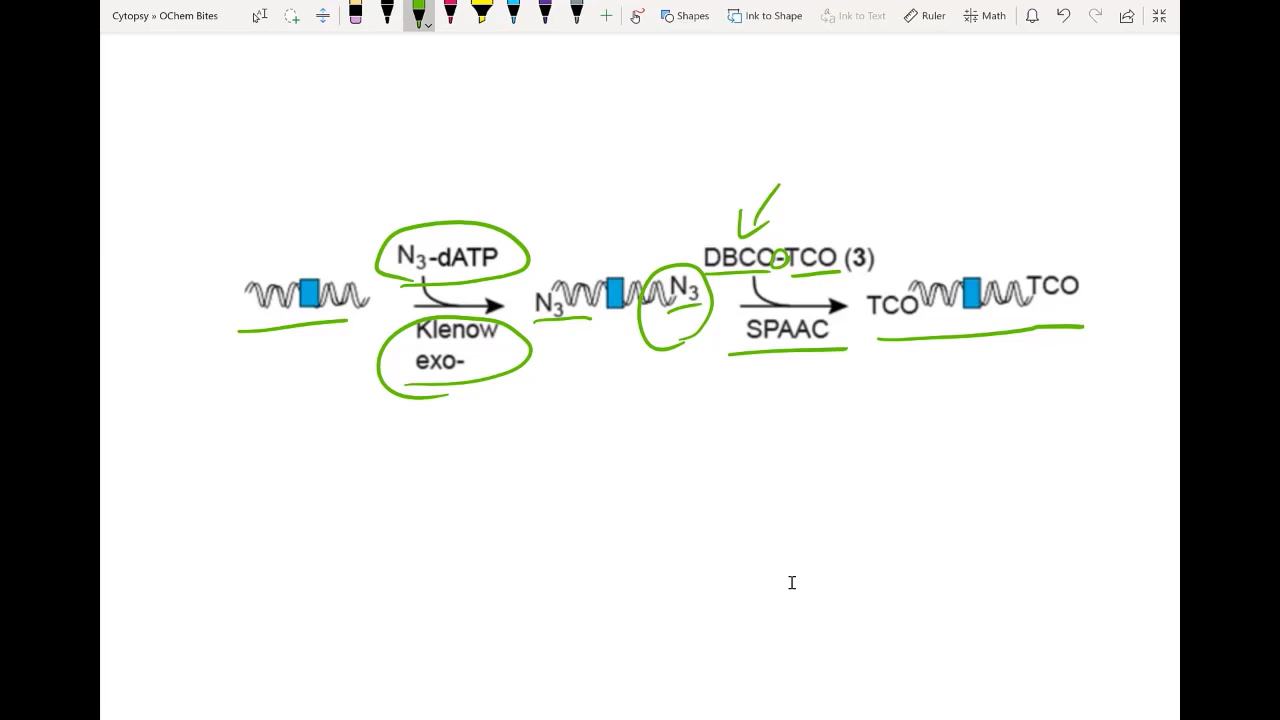 Cytopsy » OChem Bites
Shapes
Ink to Shape
Ink to Text
Ruler
Math
N₃-dATP
DBCO-TCO (3)
N₃
N₃
TCO
TCO
Klenow
exo-
SPAAC